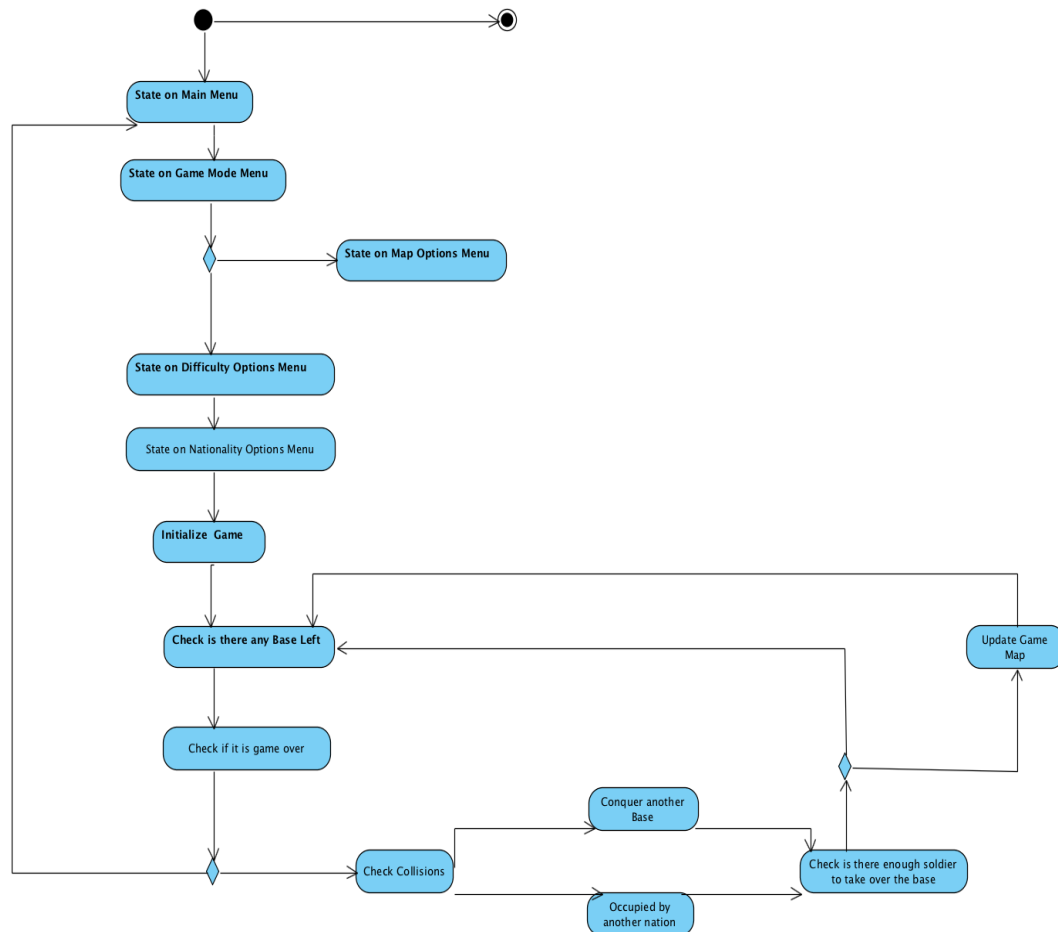 State on Main Menu
State on Game Mode Menu
State on Map Options Menu
State on Difficulty Options Menu
State on Nationality Options Menu
Initialize  Game
Check is there any Base Left
Update Game
Map
Check if it is game over
Conquer another
Base
Check Collisions
Check is there enough soldier
to take over the base
Occupied by
another nation